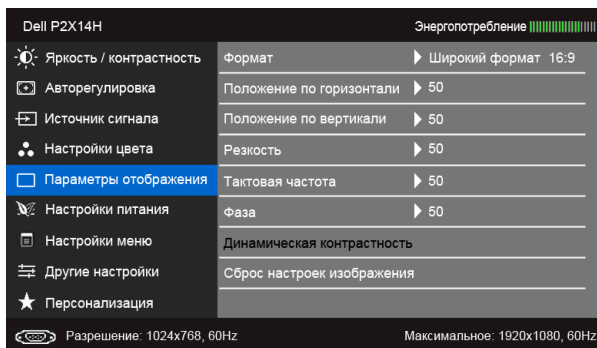 Dell P2X14H
Энергопотребление
Яркость / контрастность
Формат
Широкий формат 16:9
Авторегулировка
Положение по горизонтали
50
Источник сигнала
Положение по вертикали
50
Настройки цвета
Резкость
50
Параметры отображения
Тактовая частота
50
Настройки питания
Фаза
50
Настройки меню
Динамическая контрастность
Другие настройки
Сброс настроек изображения
Персонализация
Разрешение: 1024x768, 60Hz
Максимальное: 1920x1080, 60Hz